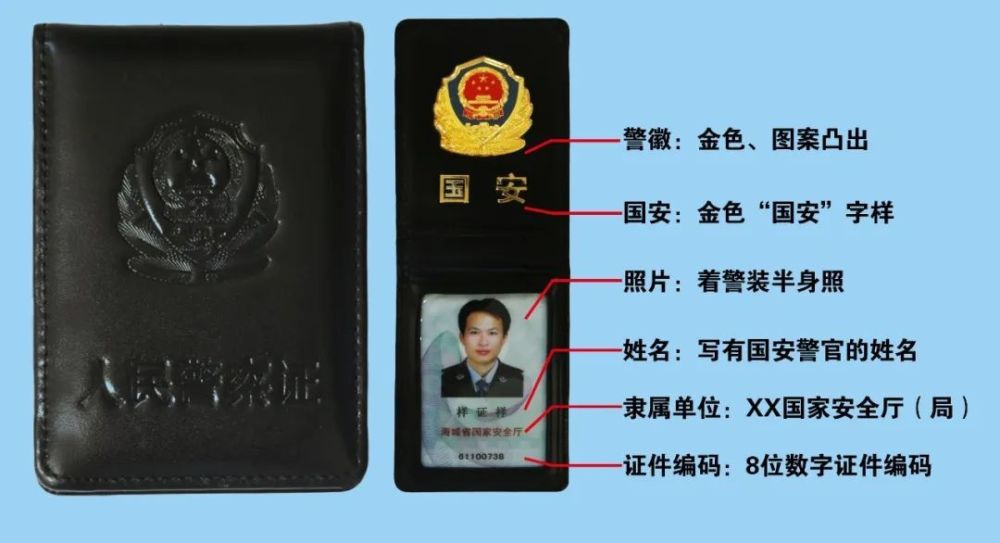 人民警察证
国安
警徽：金色、图案凸出
国安：金色“国安”字样
照片：着警装半身照
姓名：写有国安警官的姓名
隶属单位：XX国家安全厅（局）
证件编码：8位数字证件编码
样证样
海城省国家安全厅
61100738